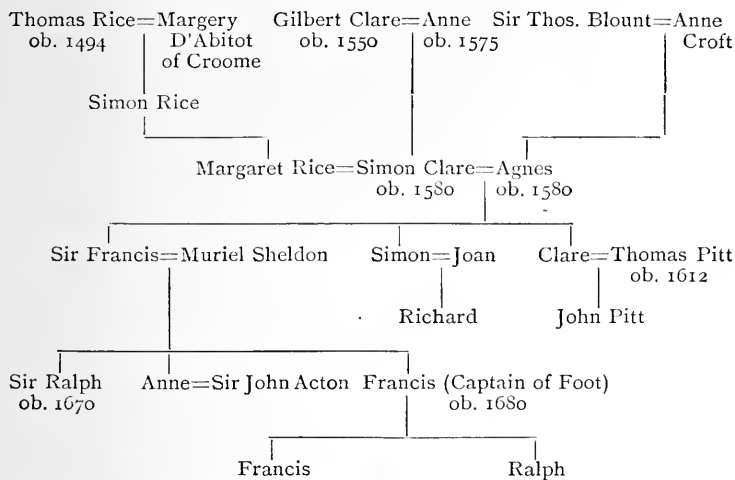 Thomas Rice=Margery Gilbert Clare=Anne Sir Thos. Blount=Anne
ob. 1494 D'Abitot ob. 1550 ob. 1575 Croft
of Croome
Simon Rice
Margaret Rice=Simon Clare=Agnes
ob. 1580 ob. 1580
Sir Francis=Muriel Sheldon Simon=Joan Clare=Thomas Pitt
ob. 1612
Richard John Pitt
Sir Ralph Anne=Sir John Acton Francis (Captain of Foot)
ob. 1670 ob. 1680
Francis Ralph